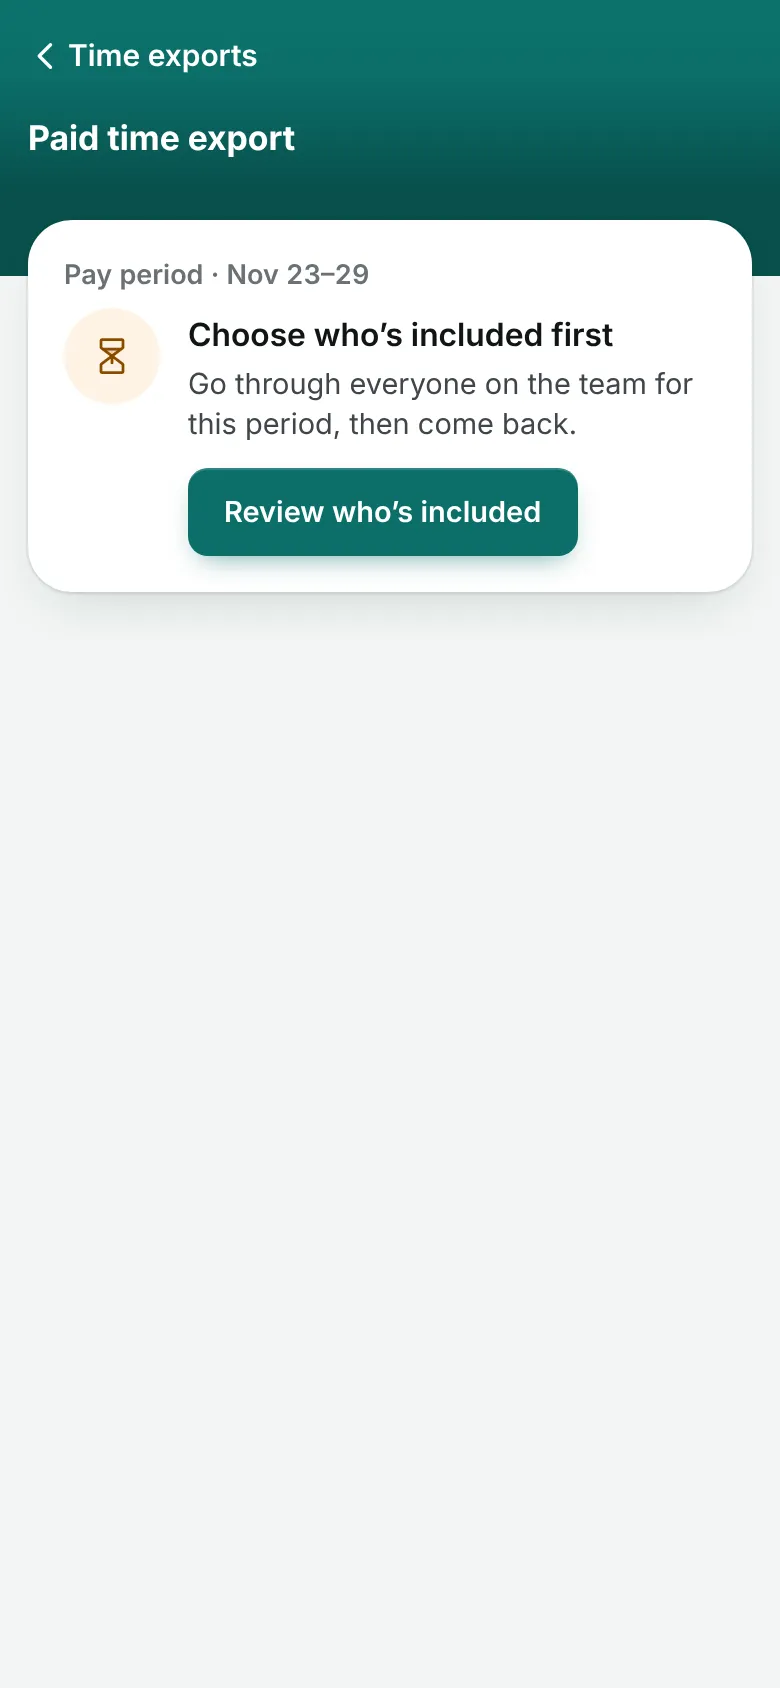 Time exports
Paid time export
Pay period · Nov 23–29
Choose who’s included first
Go through everyone on the team for
this period, then come back.
Review who’s included